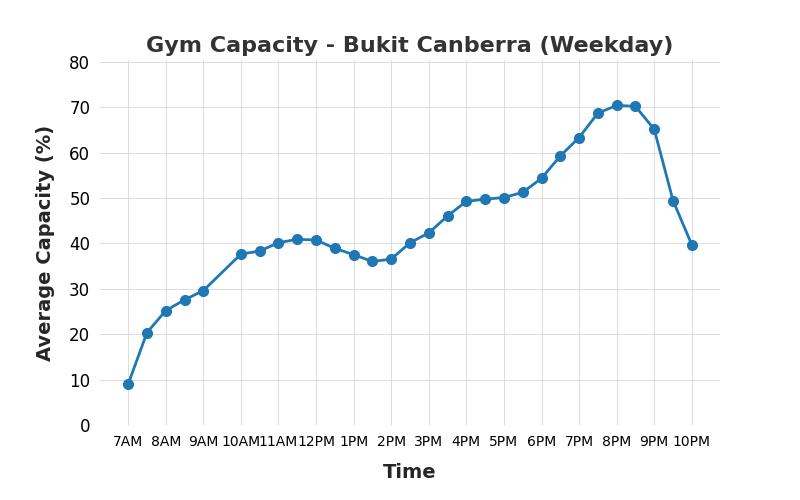 Gym Capacity - Bukit Canberra (Weekday)
80
70
60
50
40
30
20
10
0
Average Capacity (%)
7AM 8AM 9AM 10AM 11AM 12PM 1PM 2PM 3PM 4PM 5PM 6PM 7PM 8PM 9PM 10PM
Time